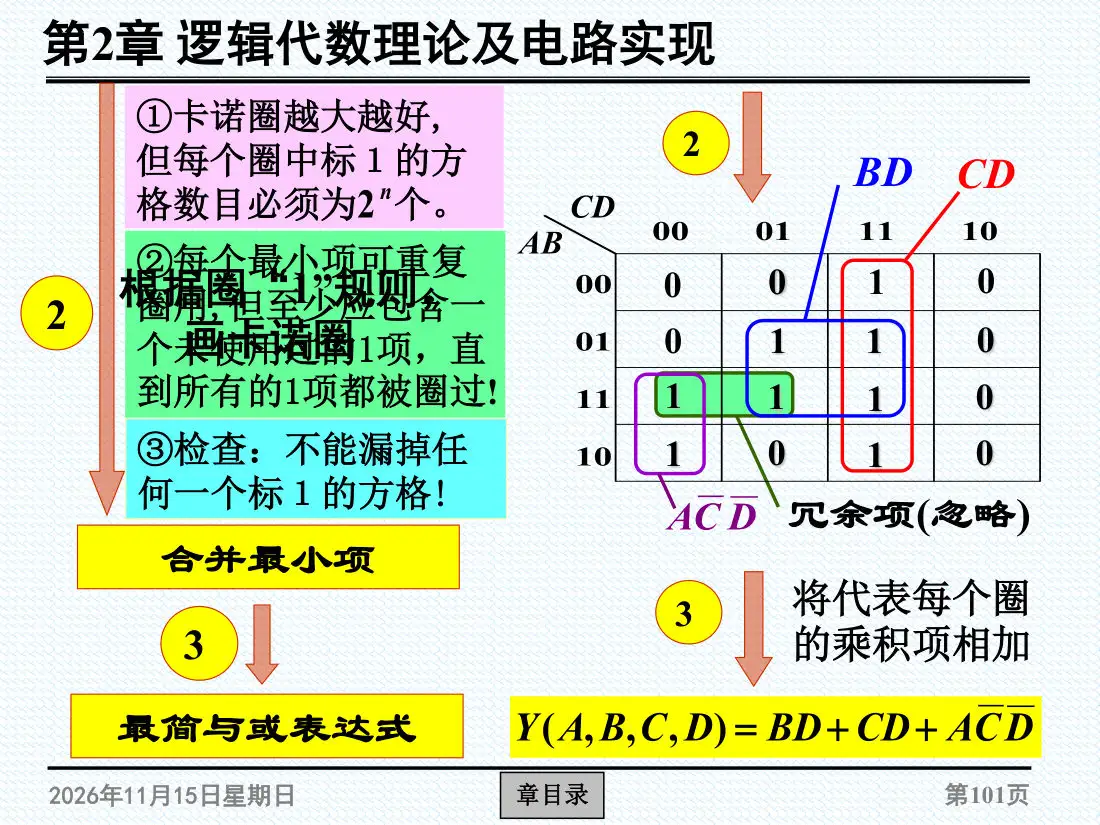 第2章 逻辑代数理论及电路实现
①卡诺圈越大越好,
但每个圈中标１的方
格数目必须为2ⁿ个。
②每个最小项可重复
圈用,但至少应包含一
个未使用过的1项，直
到所有的1项都被圈过!
根据圈“1”规则，
画卡诺圈
2
③检查：不能漏掉任
何一个标１的方格!
合并最小项
3
最简与或表达式
2
BD
CD
CD
AB
00 01 11 10
00 0 0 1 0
01 0 1 1 0
11 1 1 1 0
10 1 0 1 0
AC̅ D̅
冗余项(忽略)
3
将代表每个圈
的乘积项相加
Y(A,B,C,D)=BD+CD+AC̅ D̅
2026年11月15日星期日
章目录
第101页